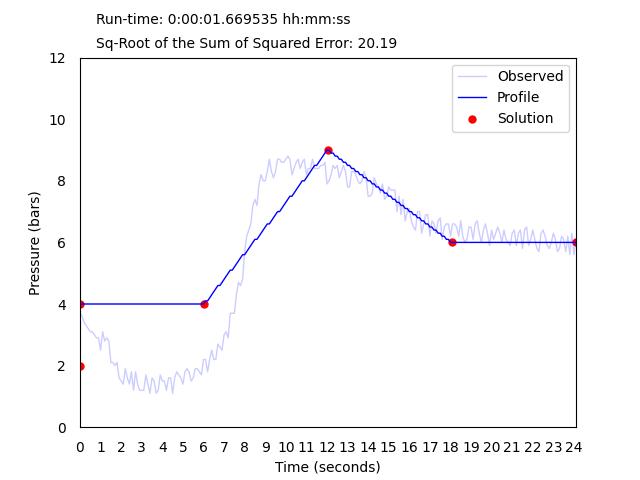 Run-time: 0:00:01.669535 hh:mm:ss
Sq-Root of the Sum of Squared Error: 20.19
12
10
8
6
4
2
0
Pressure (bars)
Observed
Profile
Solution
0 1 2 3 4 5 6 7 8 9 10 11 12 13 14 15 16 17 18 19 20 21 22 23 24
Time (seconds)